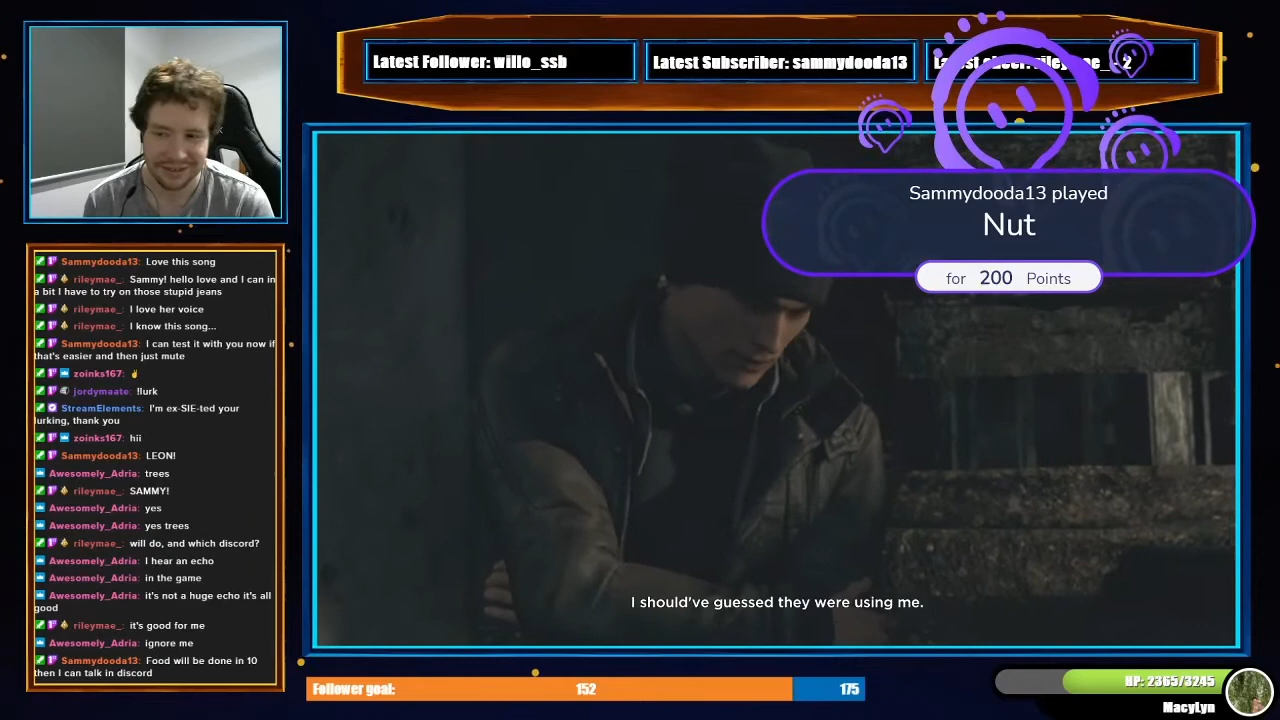 Latest Follower: willo_ssb
Latest Subscriber: sammydooda13
Sammydooda13 played
Nut
for 200 Points
Sammydooda13: Love this song
rileymae_: Sammy! hello love and I can in
a bit I have to try on those stupid jeans
rileymae_: I love her voice
rileymae_: I know this song...
Sammydooda13: I can test it with you now if
that's easier and then just mute
zoinks167: ✌
jordymaate: !lurk
StreamElements: I'm ex-SIE-ted your
lurking, thank you
zoinks167: hii
Sammydooda13: LEON!
Awesomely_Adria: trees
rileymae_: SAMMY!
Awesomely_Adria: yes
Awesomely_Adria: yes trees
rileymae_: will do, and which discord?
Awesomely_Adria: I hear an echo
Awesomely_Adria: in the game
Awesomely_Adria: it's not a huge echo it's all
good
rileymae_: it's good for me
Awesomely_Adria: ignore me
Sammydooda13: Food will be done in 10
then I can talk in discord
I should've guessed they were using me.
Follower goal: 152 175
HP: 2365/3245
MacyLyn